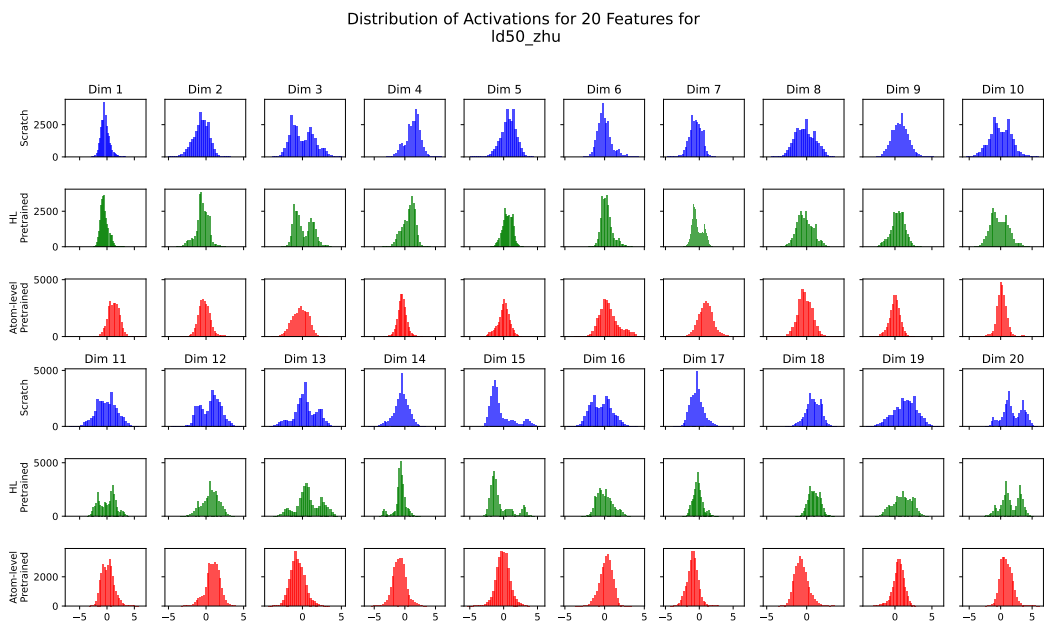 Distribution of Activations for 20 Features for
ld50_zhu
Dim 1 Dim 2 Dim 3 Dim 4 Dim 5 Dim 6 Dim 7 Dim 8 Dim 9 Dim 10
Scratch
2500
0
HL
Pretrained
2500
0
Atom-level
Pretrained
5000
0
Dim 11 Dim 12 Dim 13 Dim 14 Dim 15 Dim 16 Dim 17 Dim 18 Dim 19 Dim 20
Scratch
5000
0
HL
Pretrained
5000
0
Atom-level
Pretrained
2000
0
−5 0 5 −5 0 5 −5 0 5 −5 0 5 −5 0 5 −5 0 5 −5 0 5 −5 0 5 −5 0 5 −5 0 5